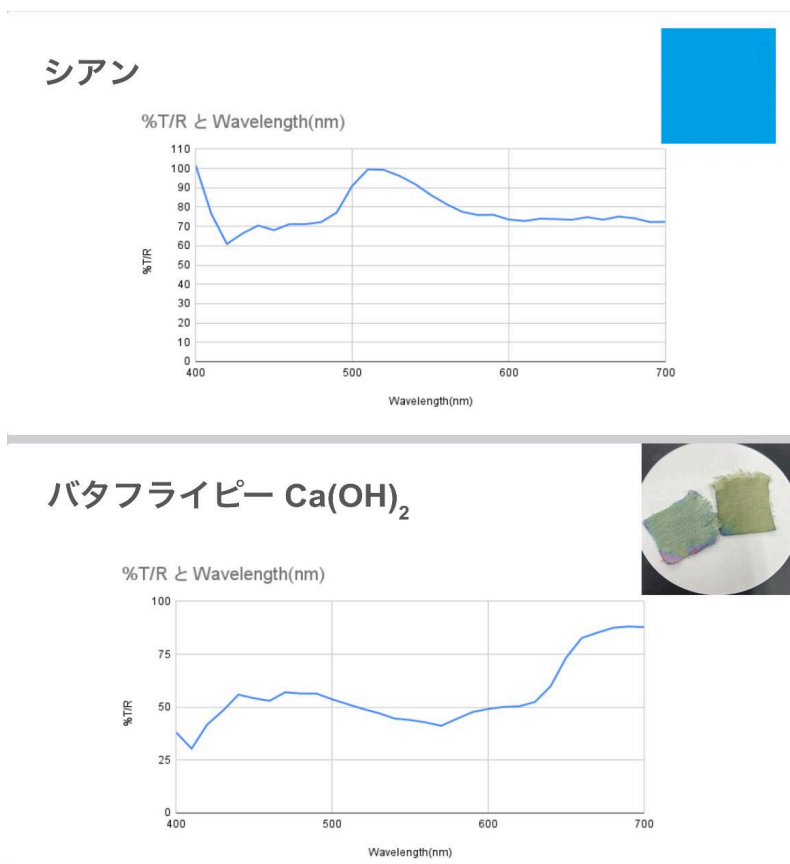 シアン
%T/R と Wavelength(nm)
110
100
90
80
70
60
50
40
30
20
10
0
%T/R
400 500 600 700
Wavelength(nm)
バタフライピー Ca(OH)₂
%T/R と Wavelength(nm)
100
75
50
25
0
%T/R
400 500 600 700
Wavelength(nm)